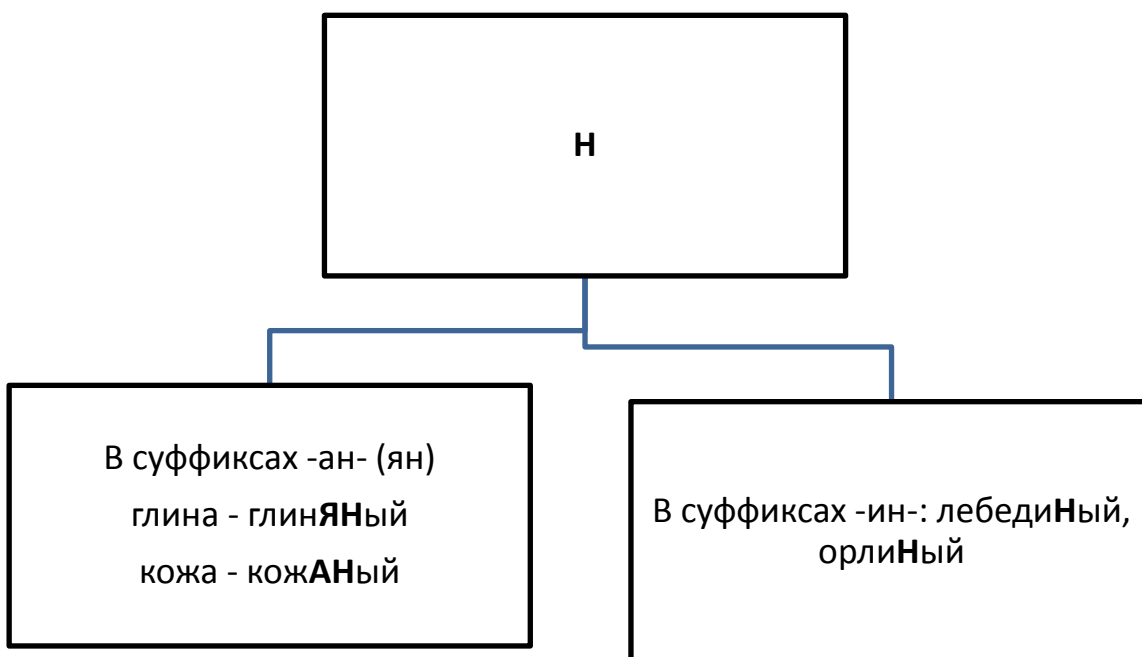 Н
В суффиксах -ан- (ян)
глина - глинЯНый
кожа - кожАНый
В суффиксах -ин-: лебедиНый,
орлиНый